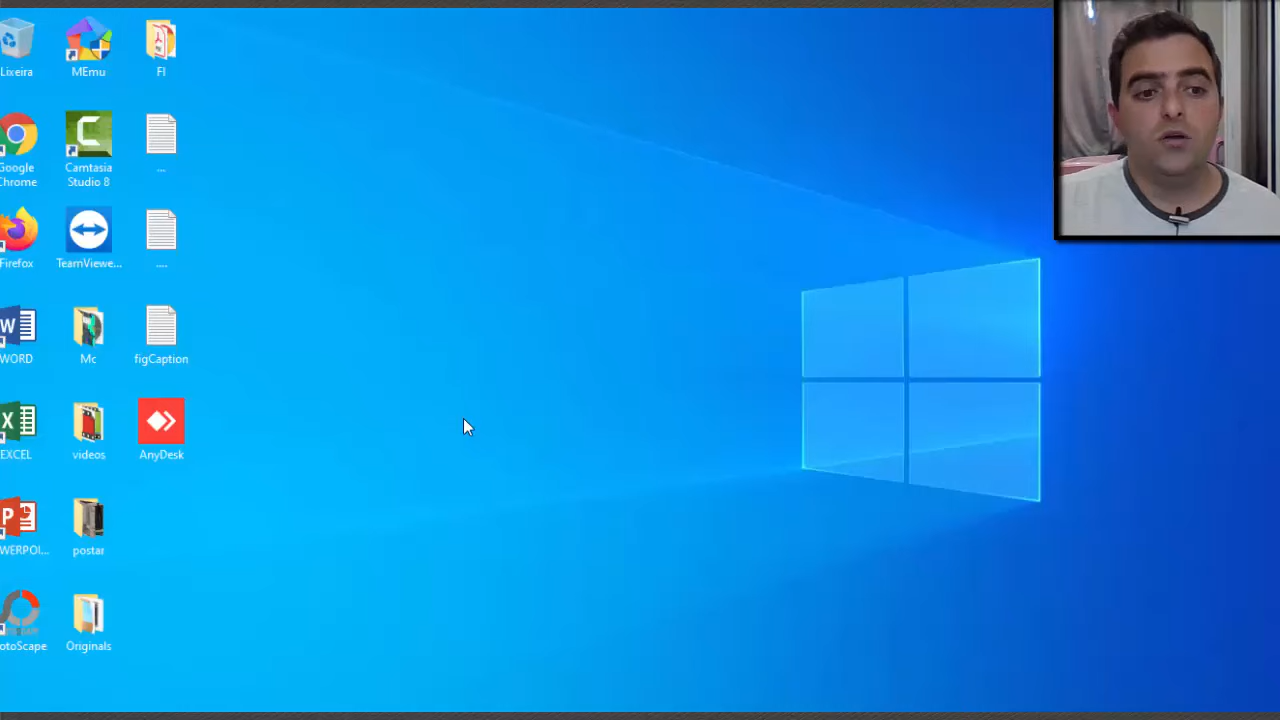 Lixeira
MEmu
FI
Google
Chrome
Camtasia
Studio 8
...
Firefox
TeamViewe...
....
WORD
Mc
figCaption
EXCEL
videos
AnyDesk
WERPOI...
postar
otoScape
Originals